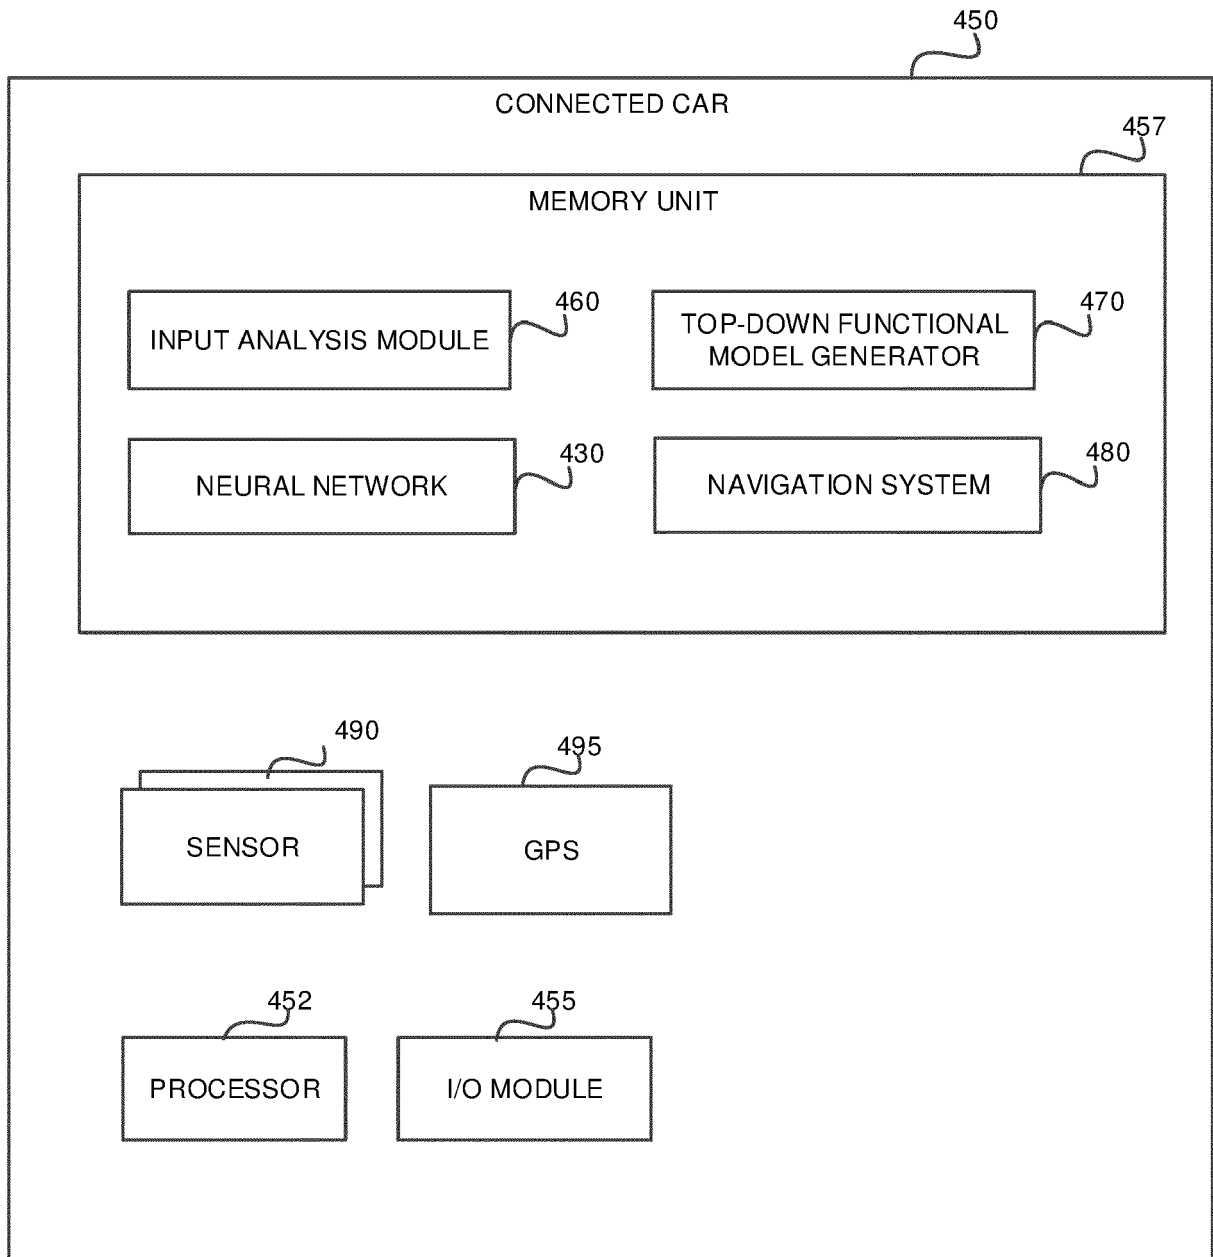 450
CONNECTED CAR
457
MEMORY UNIT
460
INPUT ANALYSIS MODULE
470
TOP-DOWN FUNCTIONAL
MODEL GENERATOR
430
NEURAL NETWORK
480
NAVIGATION SYSTEM
490
SENSOR
495
GPS
452
PROCESSOR
455
I/O MODULE